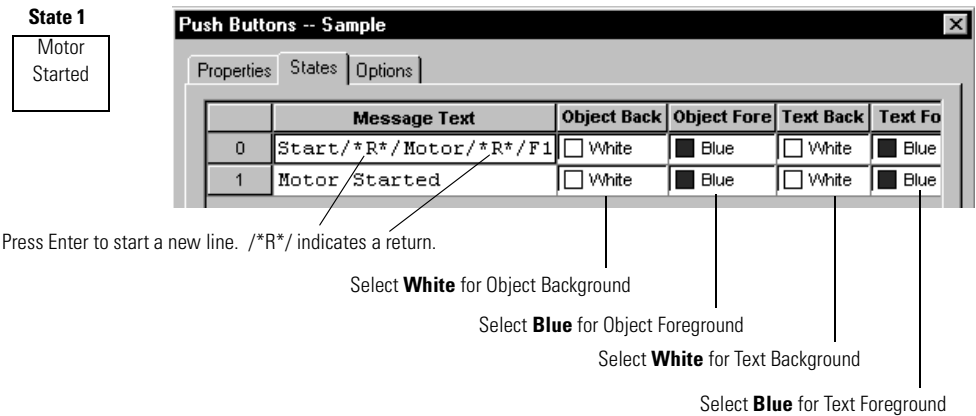 State 1
Motor
Started
Push Buttons -- Sample
Properties States Options
Message Text Object Back Object Fore Text Back Text Fo
0 Start/*R*/Motor/*R*/F1 White Blue White Blue
1 Motor Started White Blue White Blue
Press Enter to start a new line. /*R*/ indicates a return.
Select White for Object Background
Select Blue for Object Foreground
Select White for Text Background
Select Blue for Text Foreground